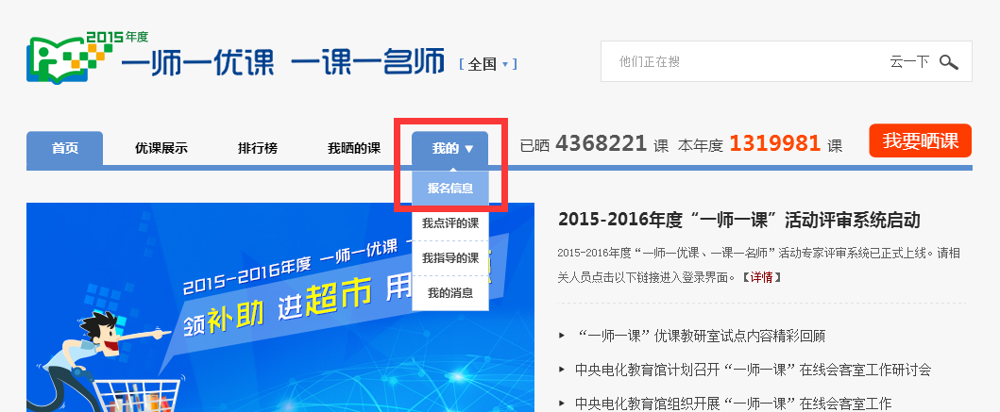 2015年度
一师一优课 一课一名师
[ 全国 ]
他们正在搜
云一下
首页
优课展示
排行榜
我晒的课
我的
已晒 4368221 课 本年度 1319981 课
我要晒课
报名信息
我点评的课
我指导的课
我的消息
2015-2016年度 一师一优课 一
领补助 进超市 用
2015-2016年度“一师一课”活动评审系统启动
2015-2016年度“一师一优课、一课一名师”活动专家评审系统已正式上线。请相
关人员点击以下链接进入登录界面。【详情】
“一师一课”优课教研室试点内容精彩回顾
中央电化教育馆计划召开“一师一课”在线会客室工作研讨会
中央电化教育馆组织开展“一师一课”在线会客室工作